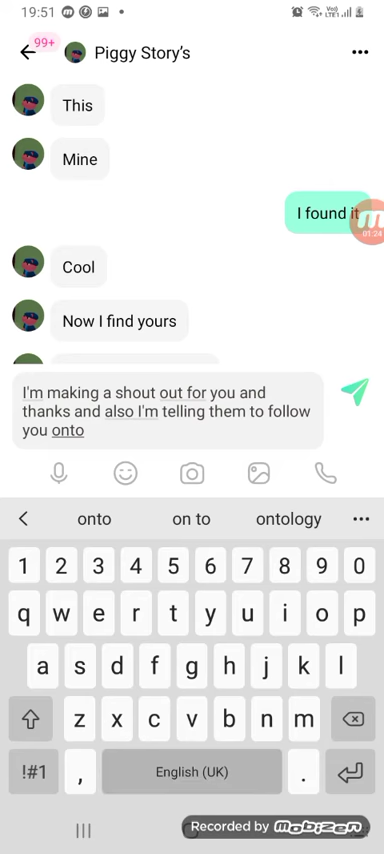 19:51
Vo))
LTE1
99+
Piggy Story's
This
Mine
I found it
01:24
Cool
Now I find yours
I'm making a shout out for you and
thanks and also I'm telling them to follow
you onto
onto on to ontology
1 2 3 4 5 6 7 8 9 0
q w e r t y u i o p
a s d f g h j k l
z x c v b n m
!#1 , English (UK) .
Recorded by mobizen